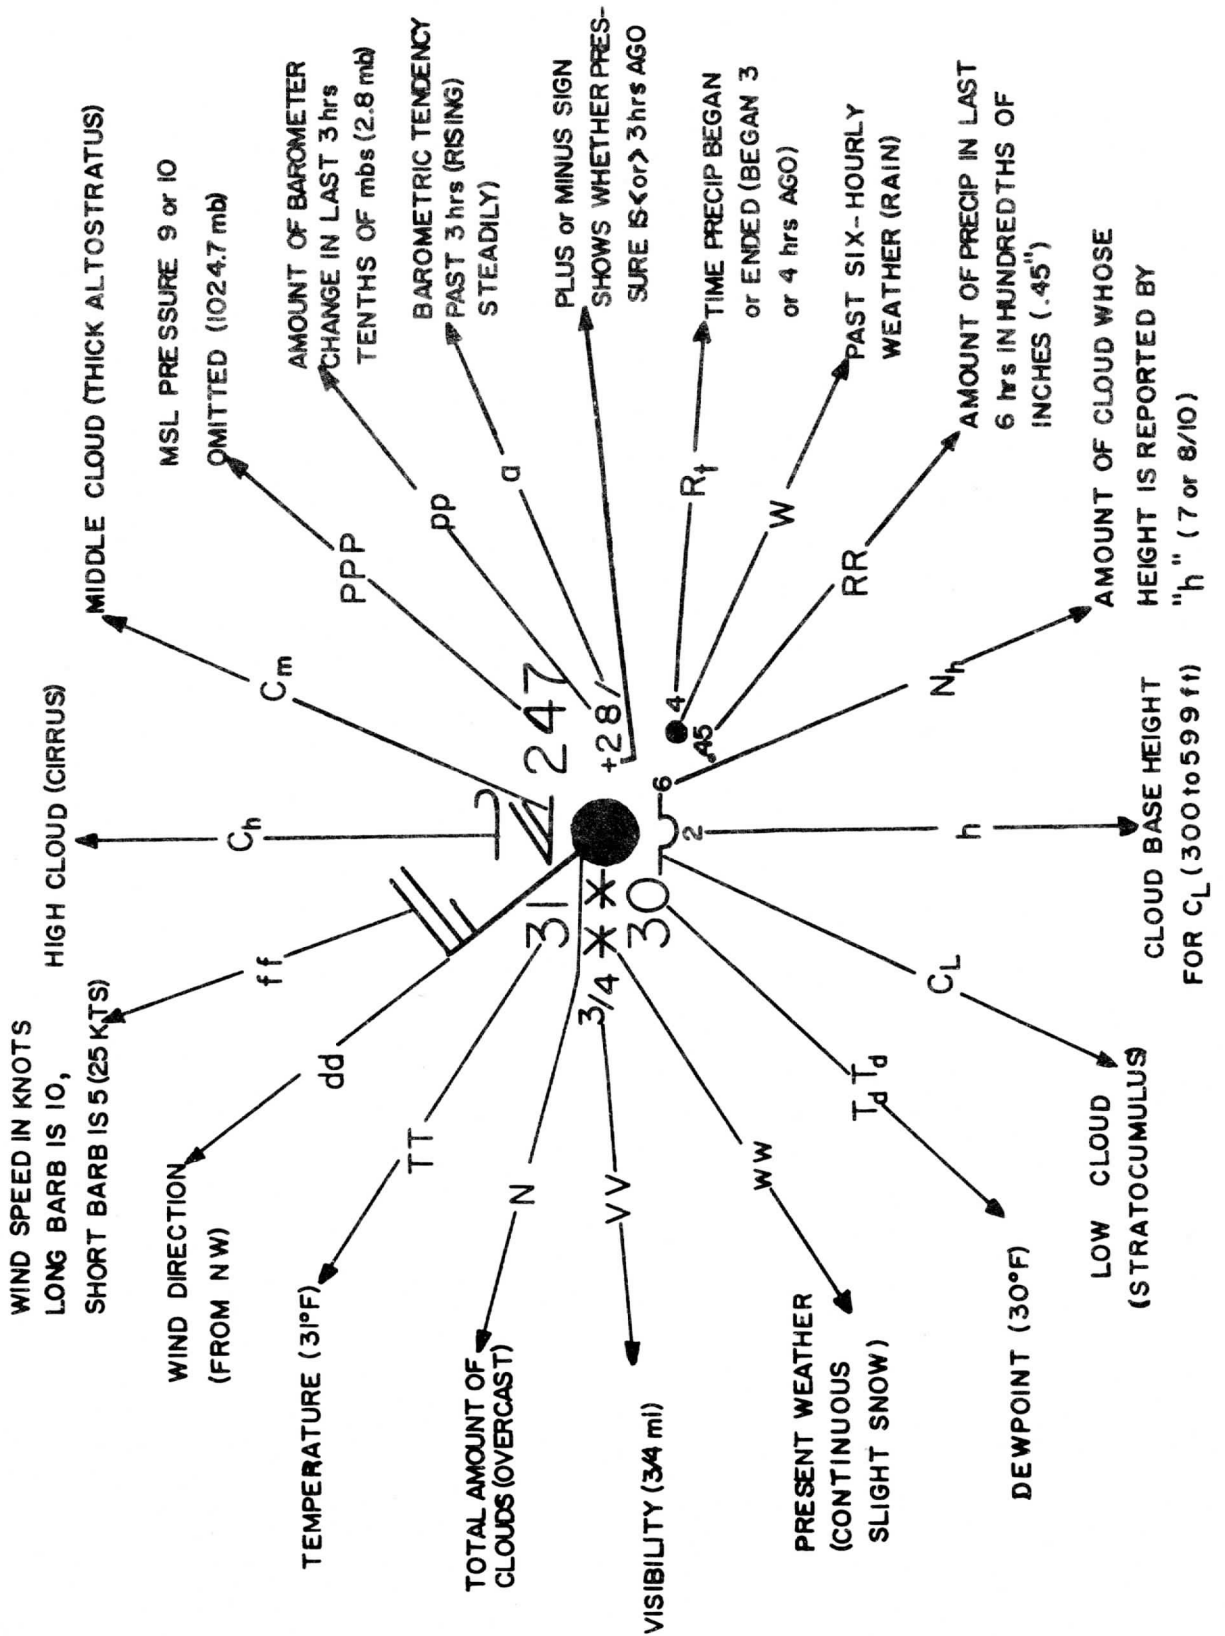 WIND SPEED IN KNOTS
LONG BARB IS 10,
SHORT BARB IS 5 (25 KTS)
ff
HIGH CLOUD (CIRRUS)
Ch
MIDDLE CLOUD (THICK ALTOSTRATUS)
Cm
MSL PRESSURE 9 or 10
OMITTED (1024.7 mb)
PPP
AMOUNT OF BAROMETER
CHANGE IN LAST 3 hrs
TENTHS OF mbs (2.8 mb)
pp
BAROMETRIC TENDENCY
PAST 3 hrs (RISING)
STEADILY)
a
PLUS or MINUS SIGN
SHOWS WHETHER PRES-
SURE IS < or > 3 hrs AGO
TIME PRECIP BEGAN
or ENDED (BEGAN 3
or 4 hrs AGO)
Rt
PAST SIX-HOURLY
WEATHER (RAIN)
W
AMOUNT OF PRECIP IN LAST
6 hrs IN HUNDREDTHS OF
INCHES (.45")
RR
AMOUNT OF CLOUD WHOSE
HEIGHT IS REPORTED BY
"h" (7 or 8/10)
Nh
CLOUD BASE HEIGHT
FOR CL (300 to 599 ft)
h
LOW CLOUD
(STRATOCUMULUS)
CL
DEWPOINT (30°F)
Td Td
PRESENT WEATHER
(CONTINUOUS
SLIGHT SNOW)
ww
VISIBILITY (3/4 mi)
VV
TOTAL AMOUNT OF
CLOUDS (OVERCAST)
N
TEMPERATURE (31°F)
TT
WIND DIRECTION
(FROM NW)
dd
31
247
3/4
+28/
30
6
4
2
.45